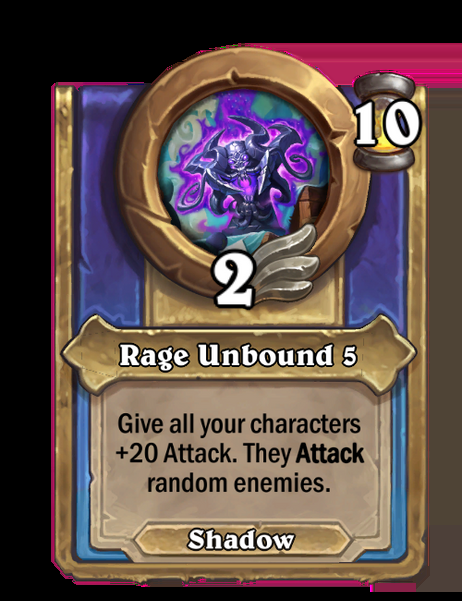 10
2
Rage Unbound 5
Give all your characters
+20 Attack. They Attack
random enemies.
Shadow